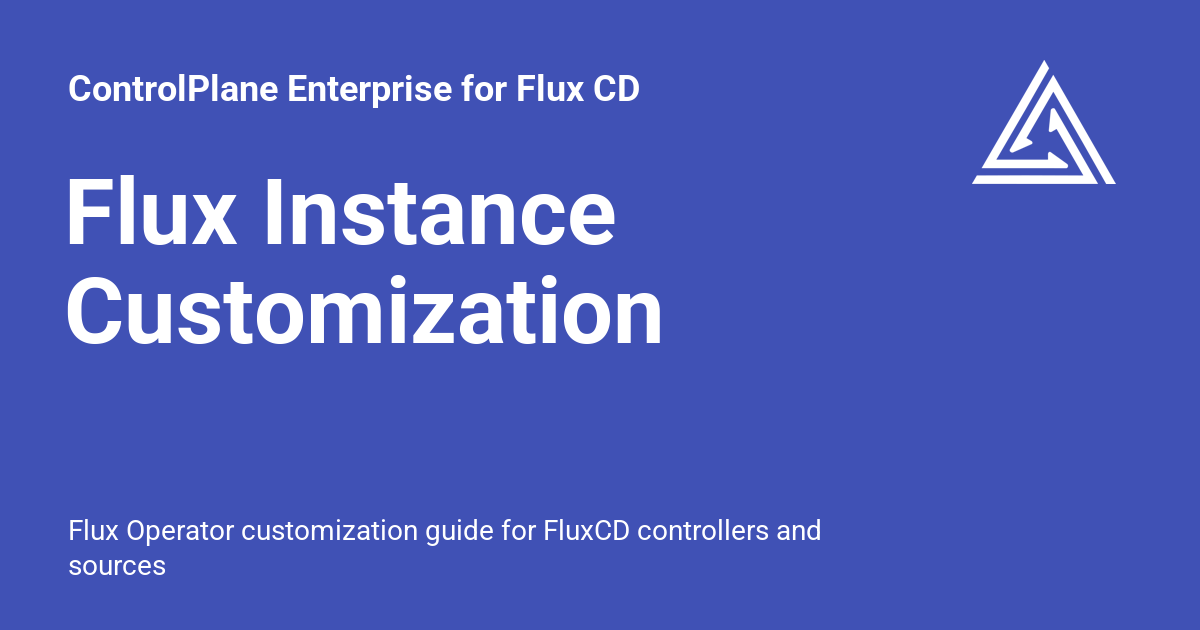 ControlPlane Enterprise for Flux CD
Flux Instance
Customization
Flux Operator customization guide for FluxCD controllers and
sources